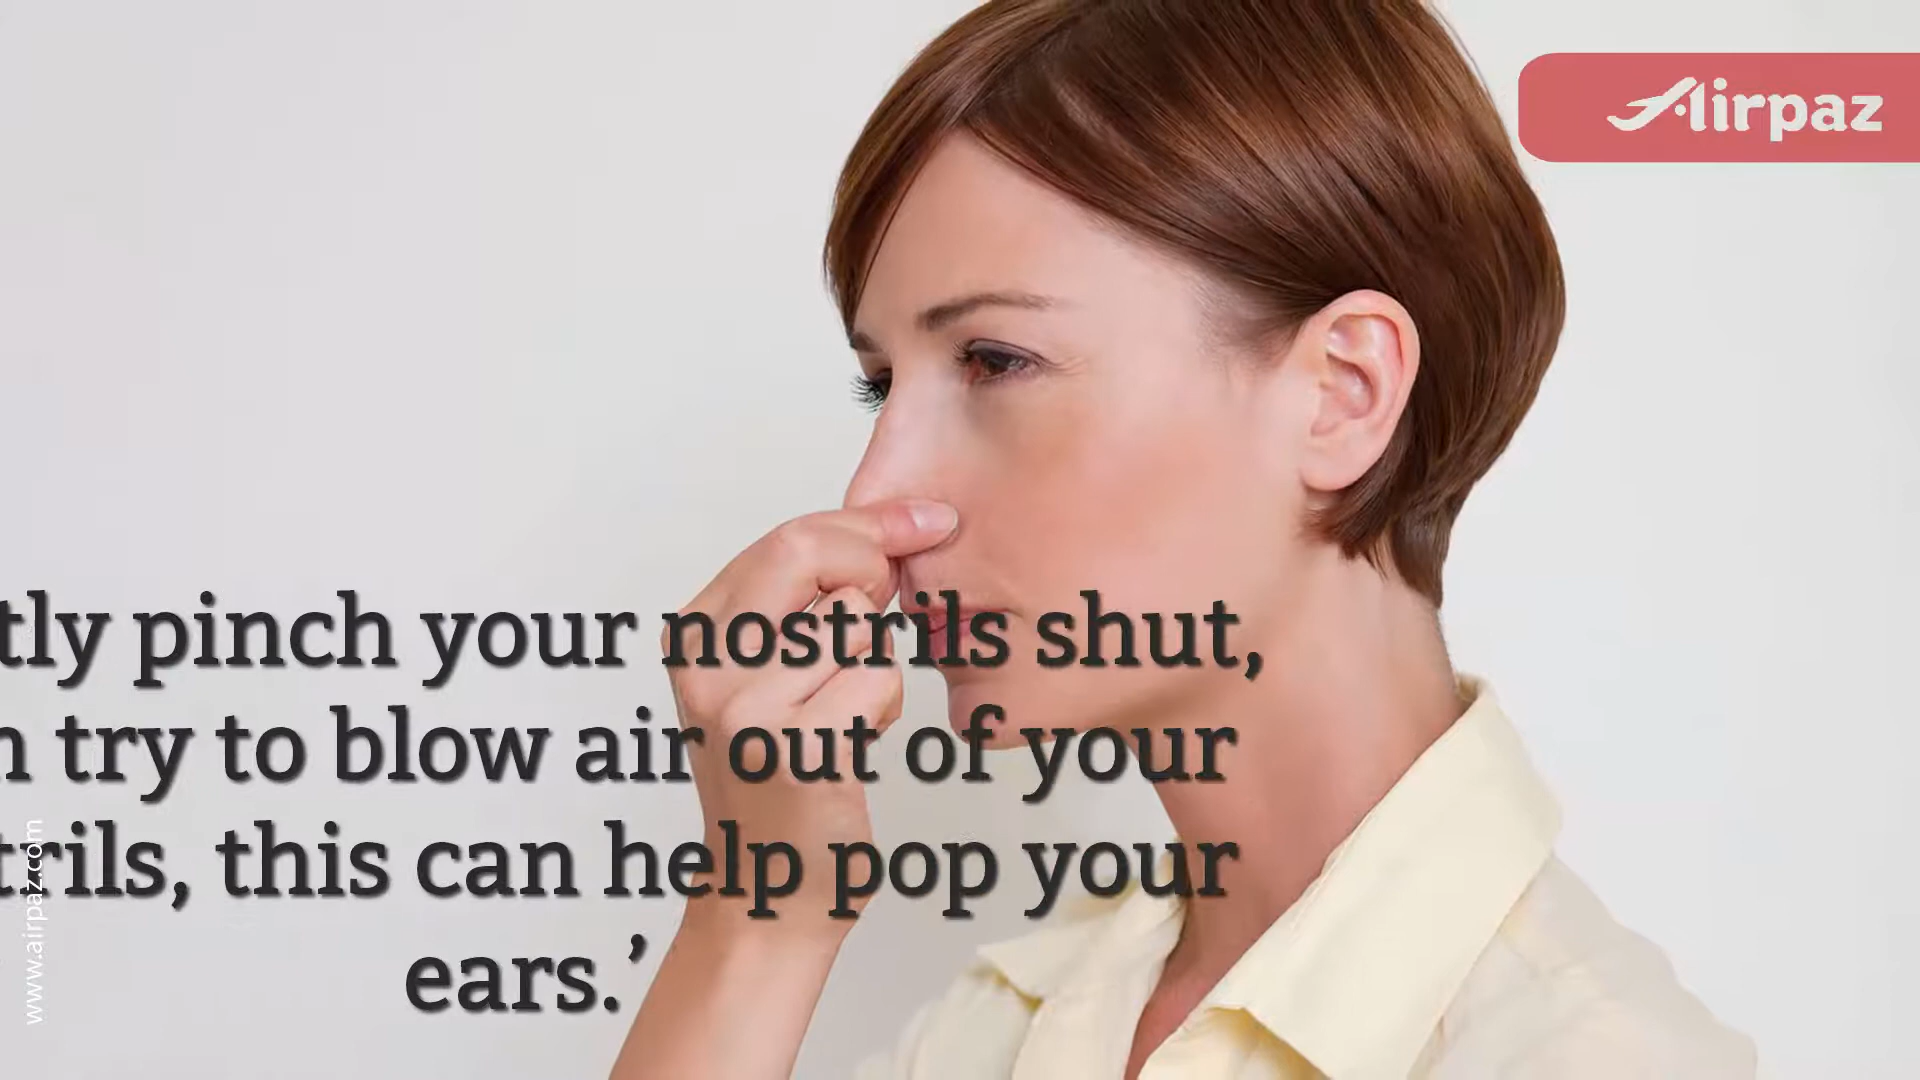 Airpaz
tly pinch your nostrils shut,
n try to blow air out of your
trils, this can help pop your
ears.’
www.airpaz.com